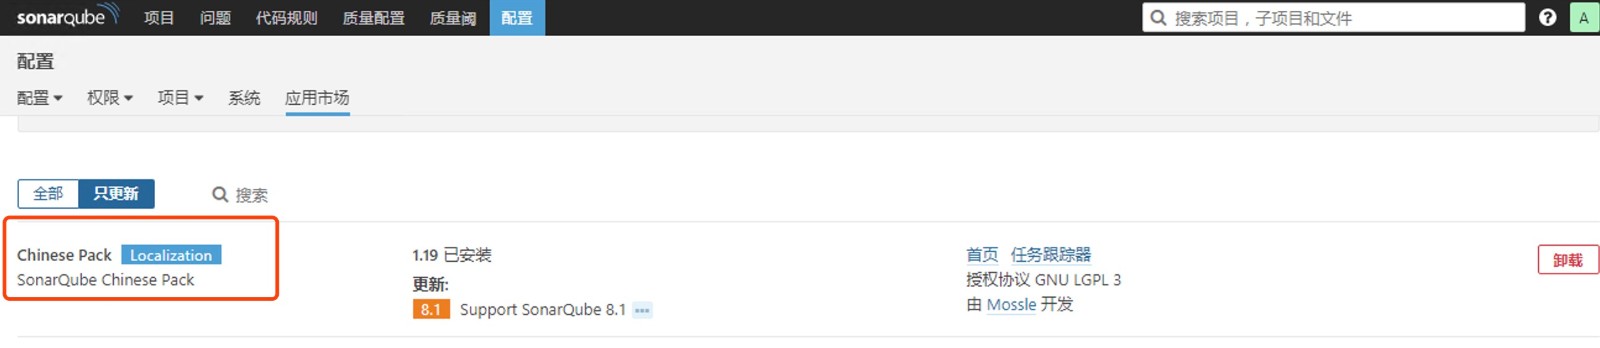 sonarqube 项目 问题 代码规则 质量配置 质量阈 配置 搜索项目，子项目和文件 ? A
配置
配置 权限 项目 系统 应用市场
全部 只更新 搜索
Chinese Pack Localization 1.19 已安装 首页 任务跟踪器 卸载
SonarQube Chinese Pack 更新: 授权协议 GNU LGPL 3
8.1 Support SonarQube 8.1 ••• 由 Mossle 开发